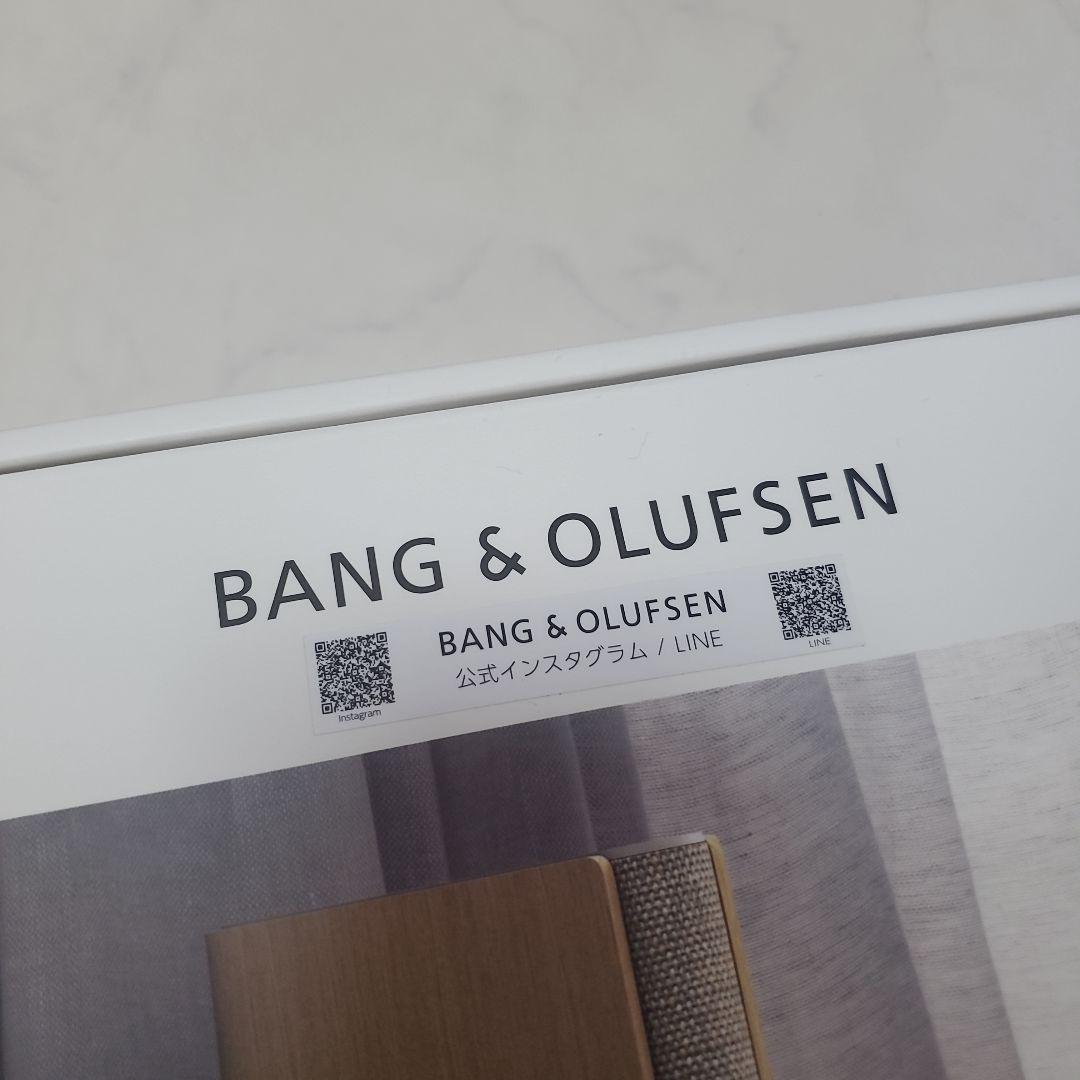 BANG & OLUFSEN
BANG & OLUFSEN
公式インスタグラム / LINE
Instagram
LINE